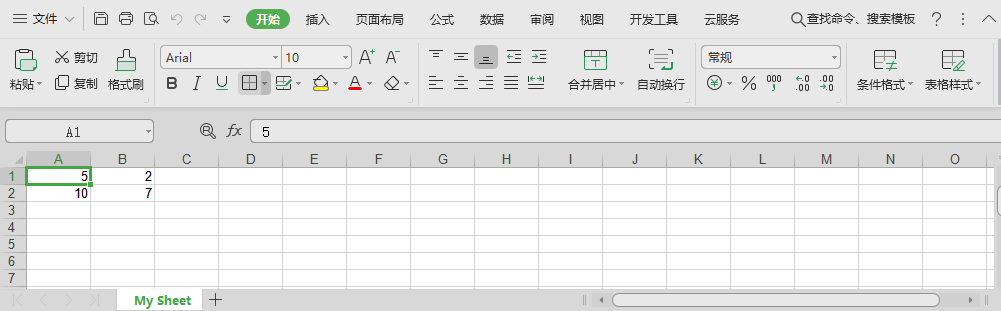 文件 开始 插入 页面布局 公式 数据 审阅 视图 开发工具 云服务 查找命令、搜索模板 ?
粘贴 剪切 复制 格式刷 Arial 10 A+ A- B I U A 合并居中 自动换行 常规 ¥ % 000 , .0 .00 .00 .0 条件格式 表格样式
A1 fx 5
A B C D E F G H I J K L M N O
1 5 2
2 10 7
3
4
5
6
7
My Sheet